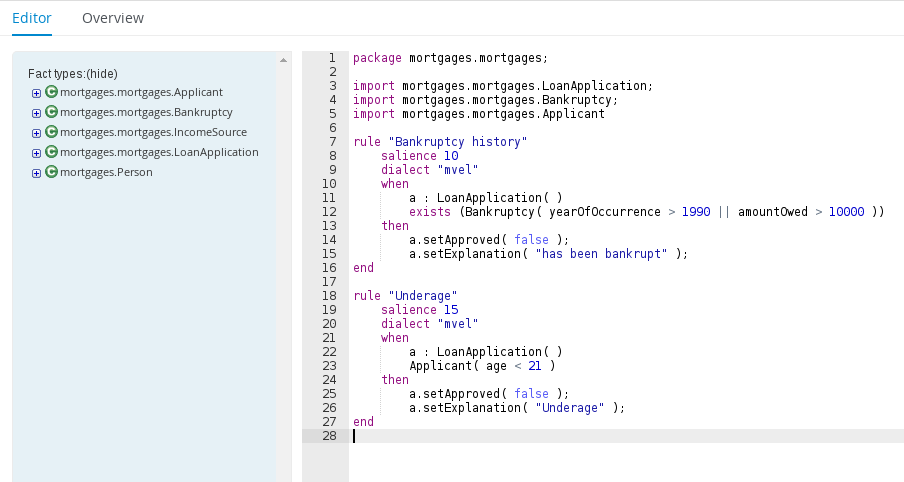 Editor Overview
Fact types:(hide)
mortgages.mortgages.Applicant
mortgages.mortgages.Bankruptcy
mortgages.mortgages.IncomeSource
mortgages.mortgages.LoanApplication
mortgages.Person
1 package mortgages.mortgages;
2
3 import mortgages.mortgages.LoanApplication;
4 import mortgages.mortgages.Bankruptcy;
5 import mortgages.mortgages.Applicant
6
7 rule "Bankruptcy history"
8     salience 10
9     dialect "mvel"
10     when
11         a : LoanApplication( )
12         exists (Bankruptcy( yearOfOccurrence > 1990 || amountOwed > 10000 ))
13     then
14         a.setApproved( false );
15         a.setExplanation( "has been bankrupt" );
16 end
17
18 rule "Underage"
19     salience 15
20     dialect "mvel"
21     when
22         a : LoanApplication( )
23         Applicant( age < 21 )
24     then
25         a.setApproved( false );
26         a.setExplanation( "Underage" );
27 end
28